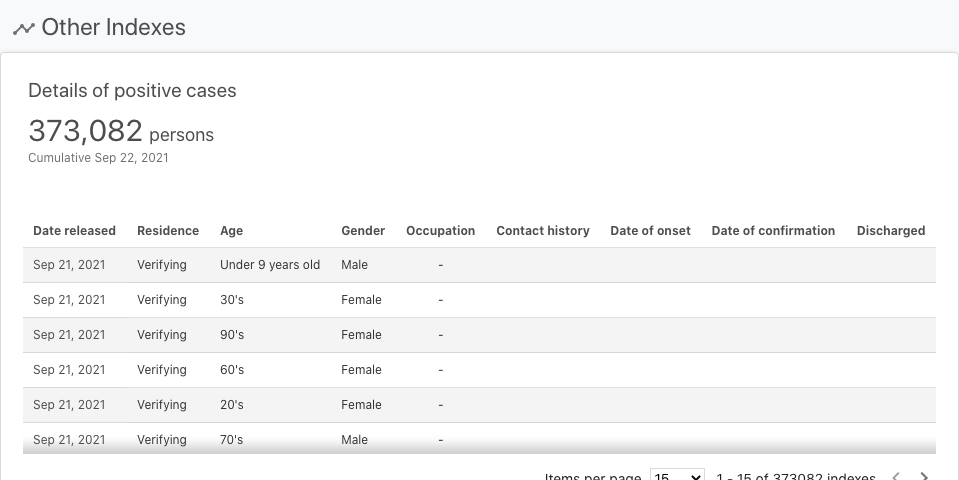 Other Indexes
Details of positive cases
373,082 persons
Cumulative Sep 22, 2021
Date released Residence Age Gender Occupation Contact history Date of onset Date of confirmation Discharged
Sep 21, 2021 Verifying Under 9 years old Male -
Sep 21, 2021 Verifying 30's Female -
Sep 21, 2021 Verifying 90's Female -
Sep 21, 2021 Verifying 60's Female -
Sep 21, 2021 Verifying 20's Female -
Sep 21, 2021 Verifying 70's Male -
Items per page 15 1 - 15 of 373082 indexes